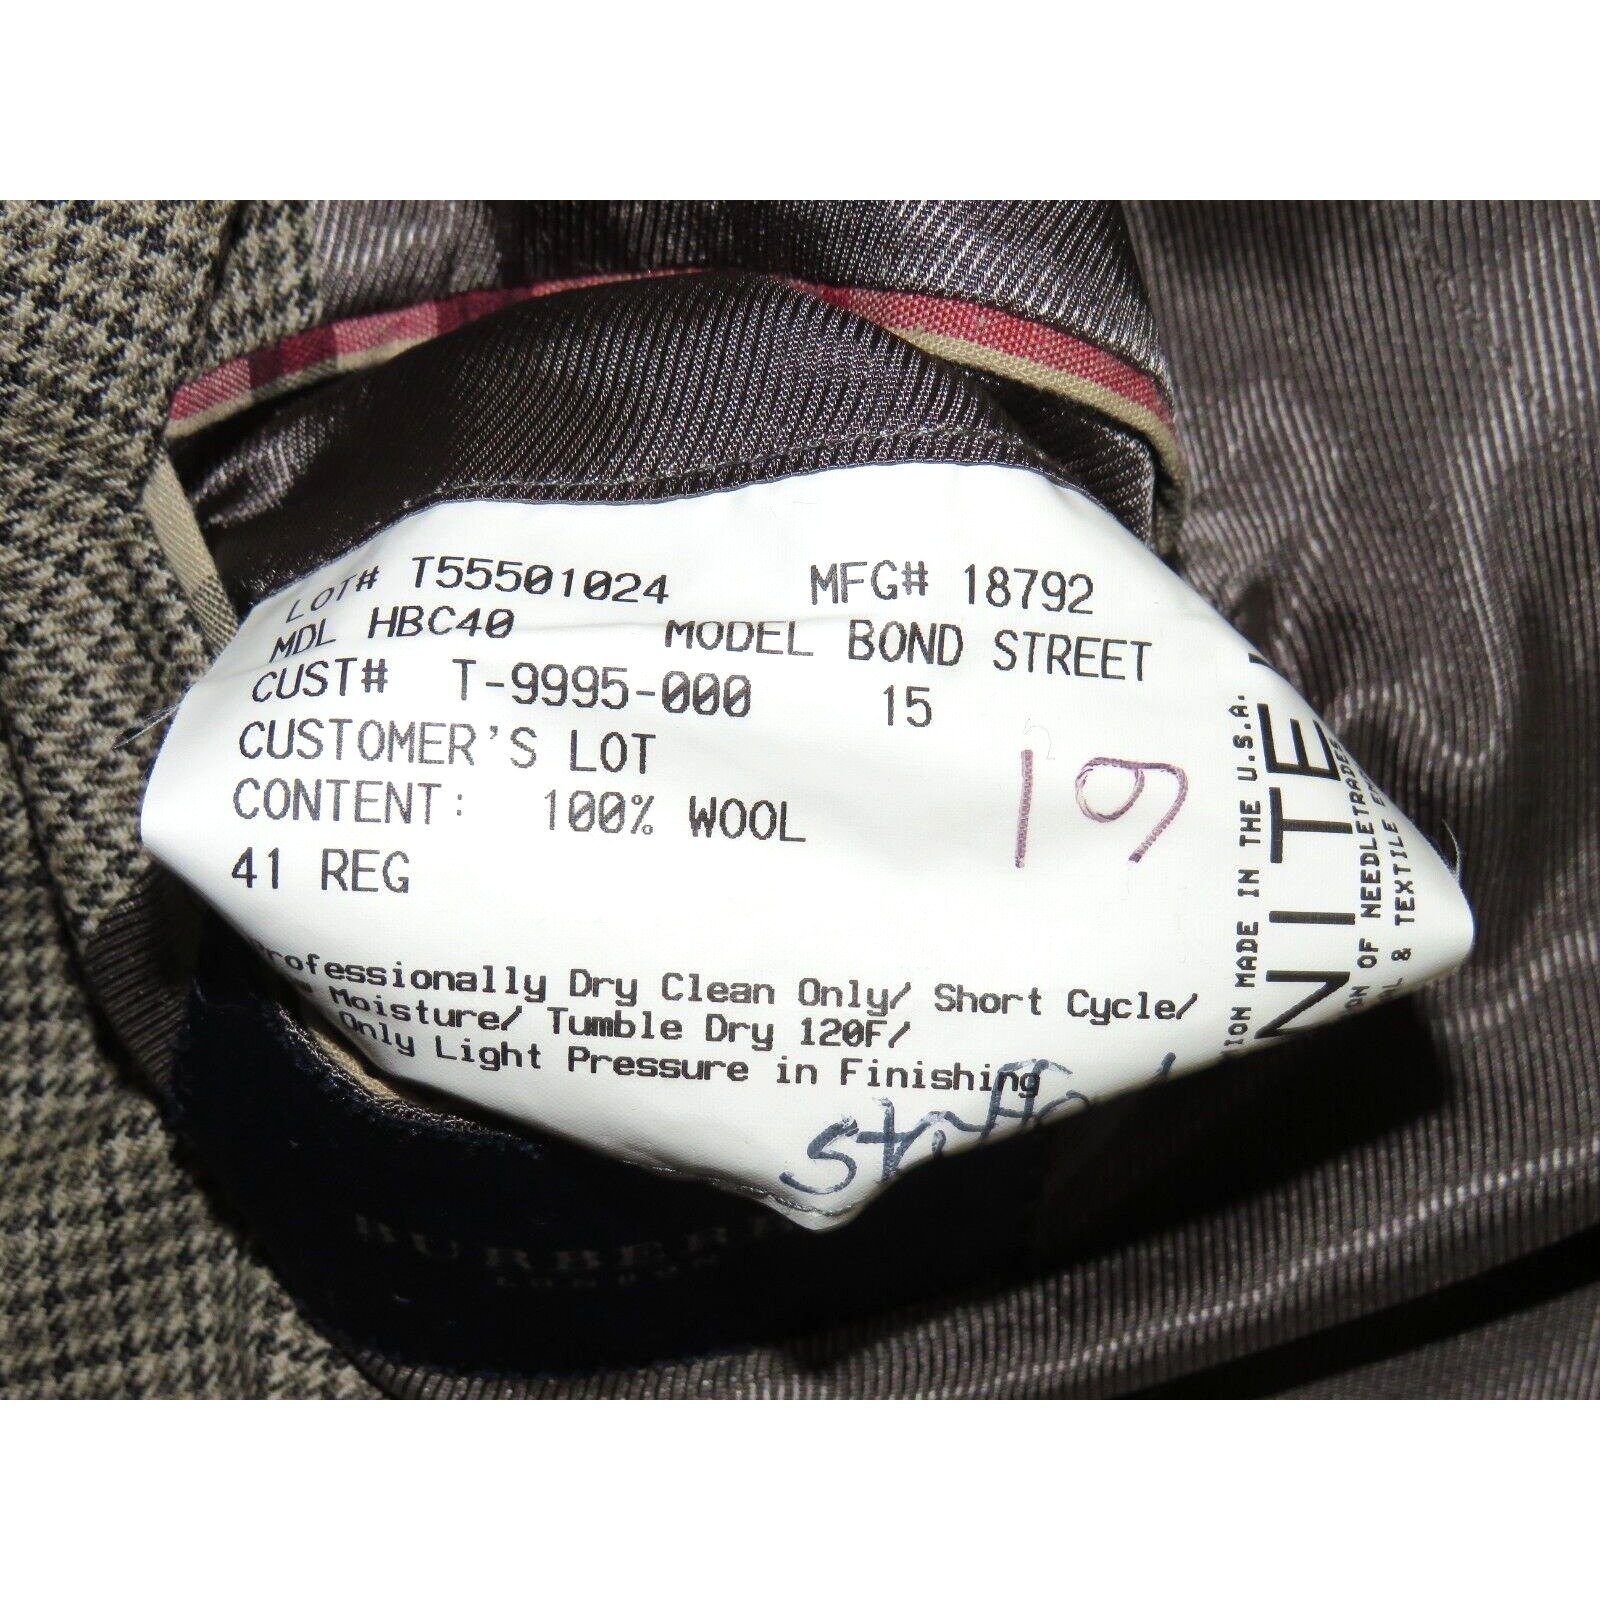 LOT# T55501024 MFG# 18792
MDL HBC40 MODEL BOND STREET
CUST# T-9995-000 15
CUSTOMER'S LOT
CONTENT: 100% WOOL
41 REG
19
Professionally Dry Clean Only/ Short Cycle/
Moisture/ Tumble Dry 120F/
Only Light Pressure in Finishing
MADE IN THE U.S.A.
OF NEEDLETRADES
& TEXTILE
BURBERR
LONDON